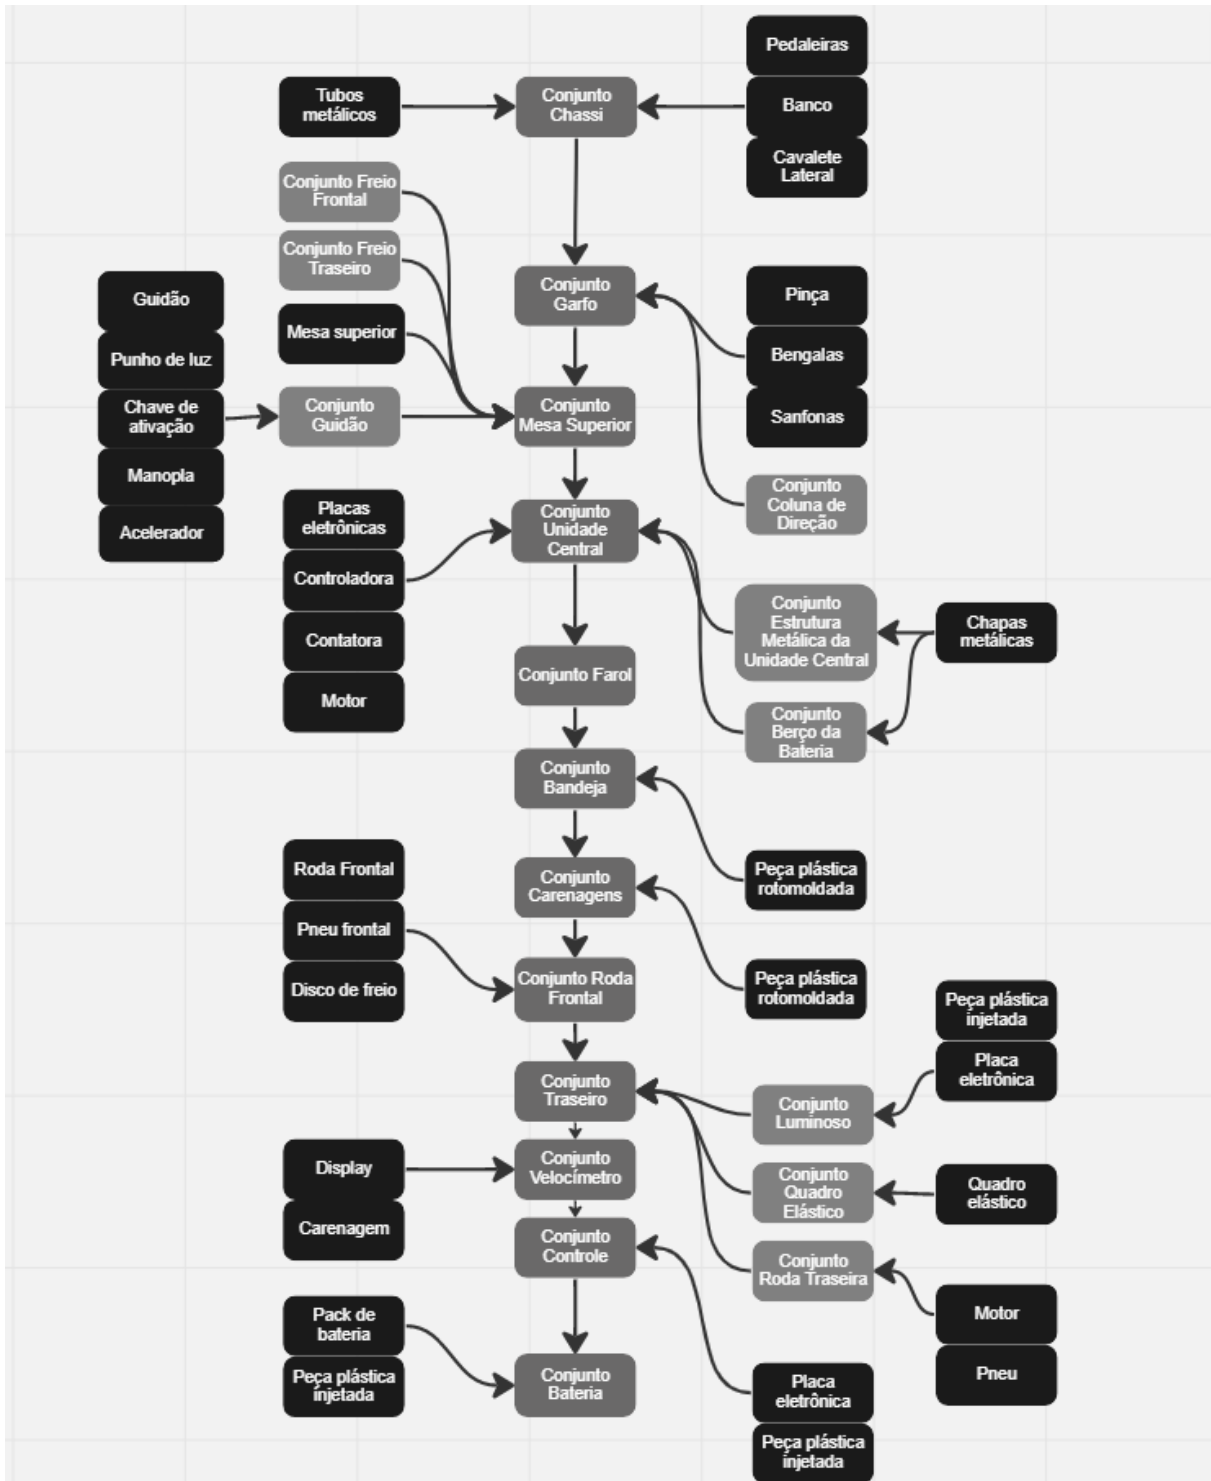 Pedaleiras
Tubos
metálicos
Conjunto
Chassi
Banco
Cavalete
Lateral
Conjunto Freio
Frontal
Conjunto Freio
Traseiro
Guidão
Conjunto
Garfo
Pinça
Mesa superior
Punho de luz
Bengalas
Chave de
ativação
Conjunto
Guidão
Conjunto
Mesa Superior
Sanfonas
Manopla
Conjunto
Coluna de
Direção
Acelerador
Placas
eletrônicas
Conjunto
Unidade
Central
Controladora
Conjunto
Estrutura
Metálica da
Unidade Central
Chapas
metálicas
Contatora
Conjunto Farol
Motor
Conjunto
Berço da
Bateria
Conjunto
Bandeja
Roda Frontal
Conjunto
Carenagens
Peça plástica
rotomoldada
Pneu frontal
Disco de freio
Conjunto Roda
Frontal
Peça plástica
rotomoldada
Peça plástica
injetada
Placa
eletrônica
Conjunto
Traseiro
Conjunto
Luminoso
Display
Conjunto
Velocímetro
Conjunto
Quadro
Elástico
Quadro
elástico
Carenagem
Conjunto
Controle
Conjunto
Roda Traseira
Pack de
bateria
Motor
Peça plástica
injetada
Conjunto
Bateria
Placa
eletrônica
Pneu
Peça plástica
injetada